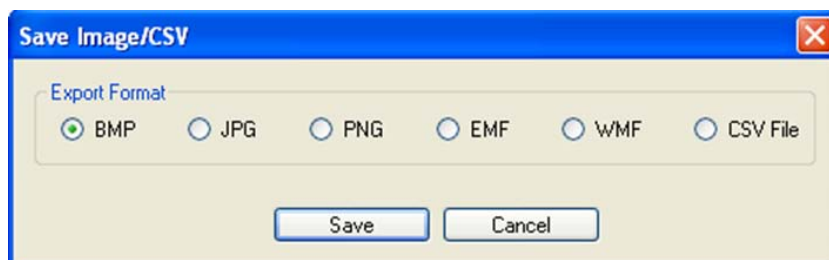 Save Image/CSV
Export Format
BMP JPG PNG EMF WMF CSV File
Save Cancel